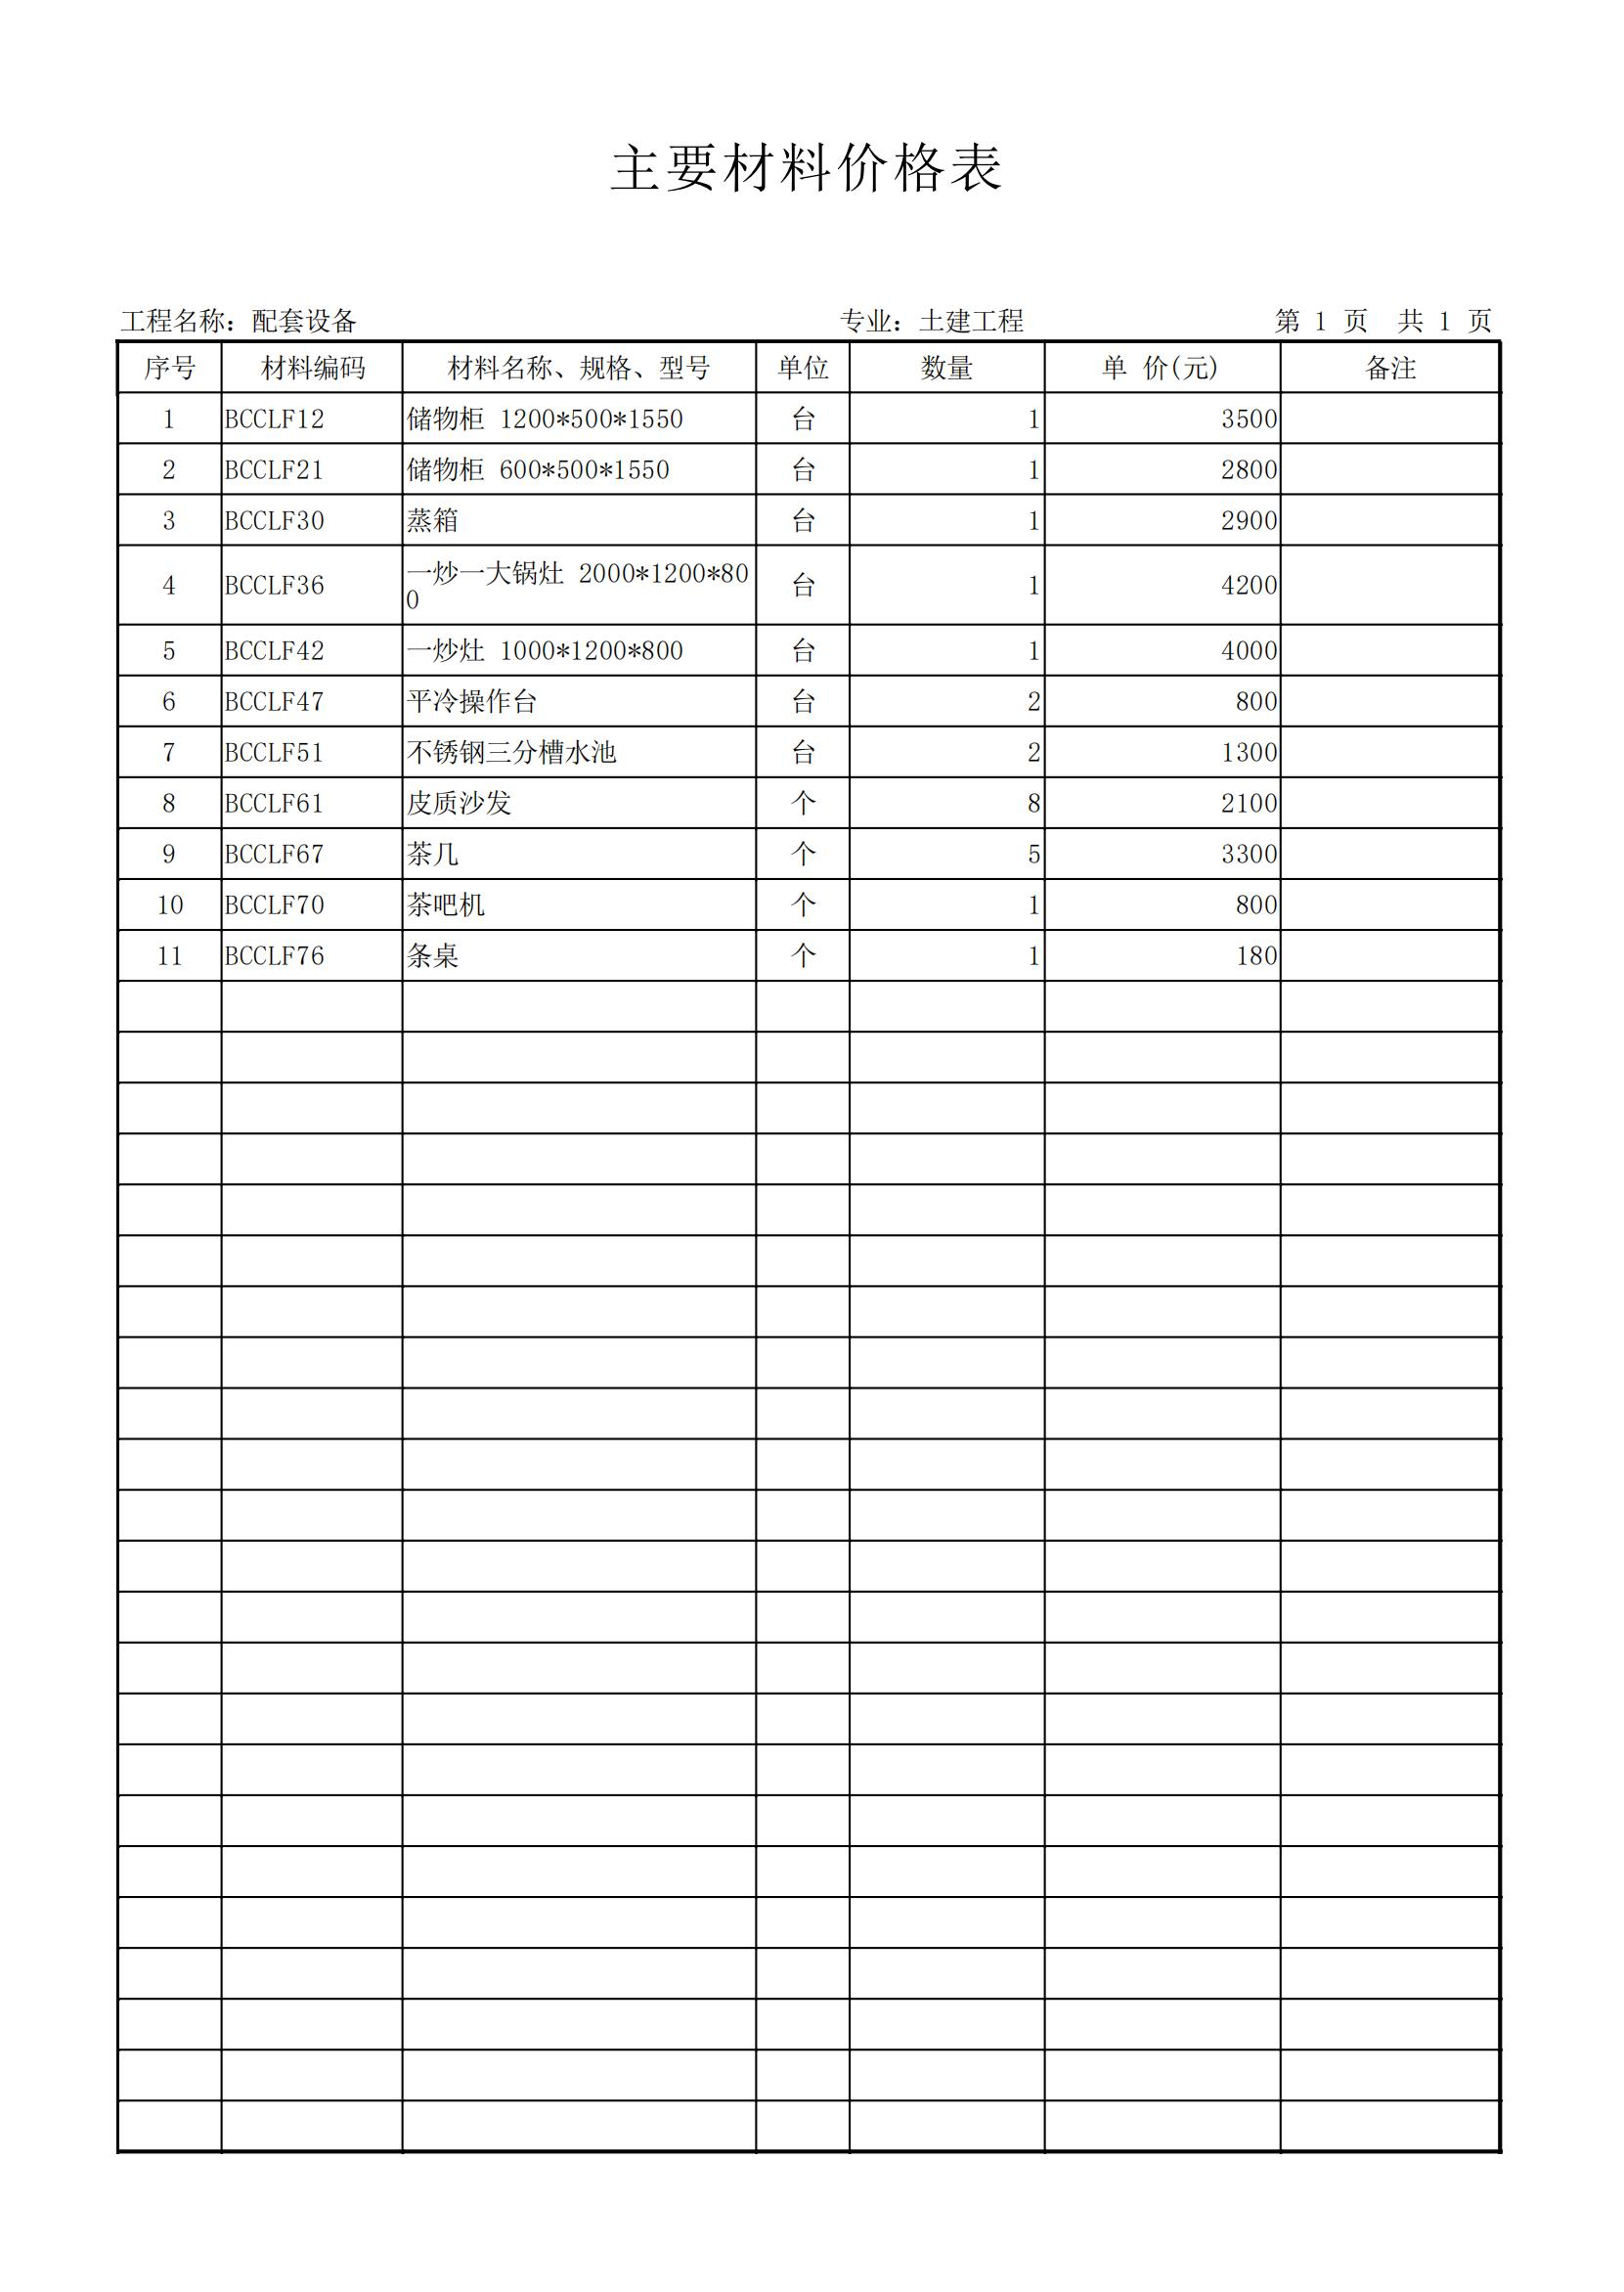 主要材料价格表
工程名称：配套设备 专业：土建工程 第 1 页 共 1 页
序号 材料编码 材料名称、规格、型号 单位 数量 单 价(元) 备注
1 BCCLF12 储物柜 1200*500*1550 台 1 3500
2 BCCLF21 储物柜 600*500*1550 台 1 2800
3 BCCLF30 蒸箱 台 1 2900
4 BCCLF36 一炒一大锅灶 2000*1200*80
0 台 1 4200
5 BCCLF42 一炒灶 1000*1200*800 台 1 4000
6 BCCLF47 平冷操作台 台 2 800
7 BCCLF51 不锈钢三分槽水池 台 2 1300
8 BCCLF61 皮质沙发 个 8 2100
9 BCCLF67 茶几 个 5 3300
10 BCCLF70 茶吧机 个 1 800
11 BCCLF76 条桌 个 1 180